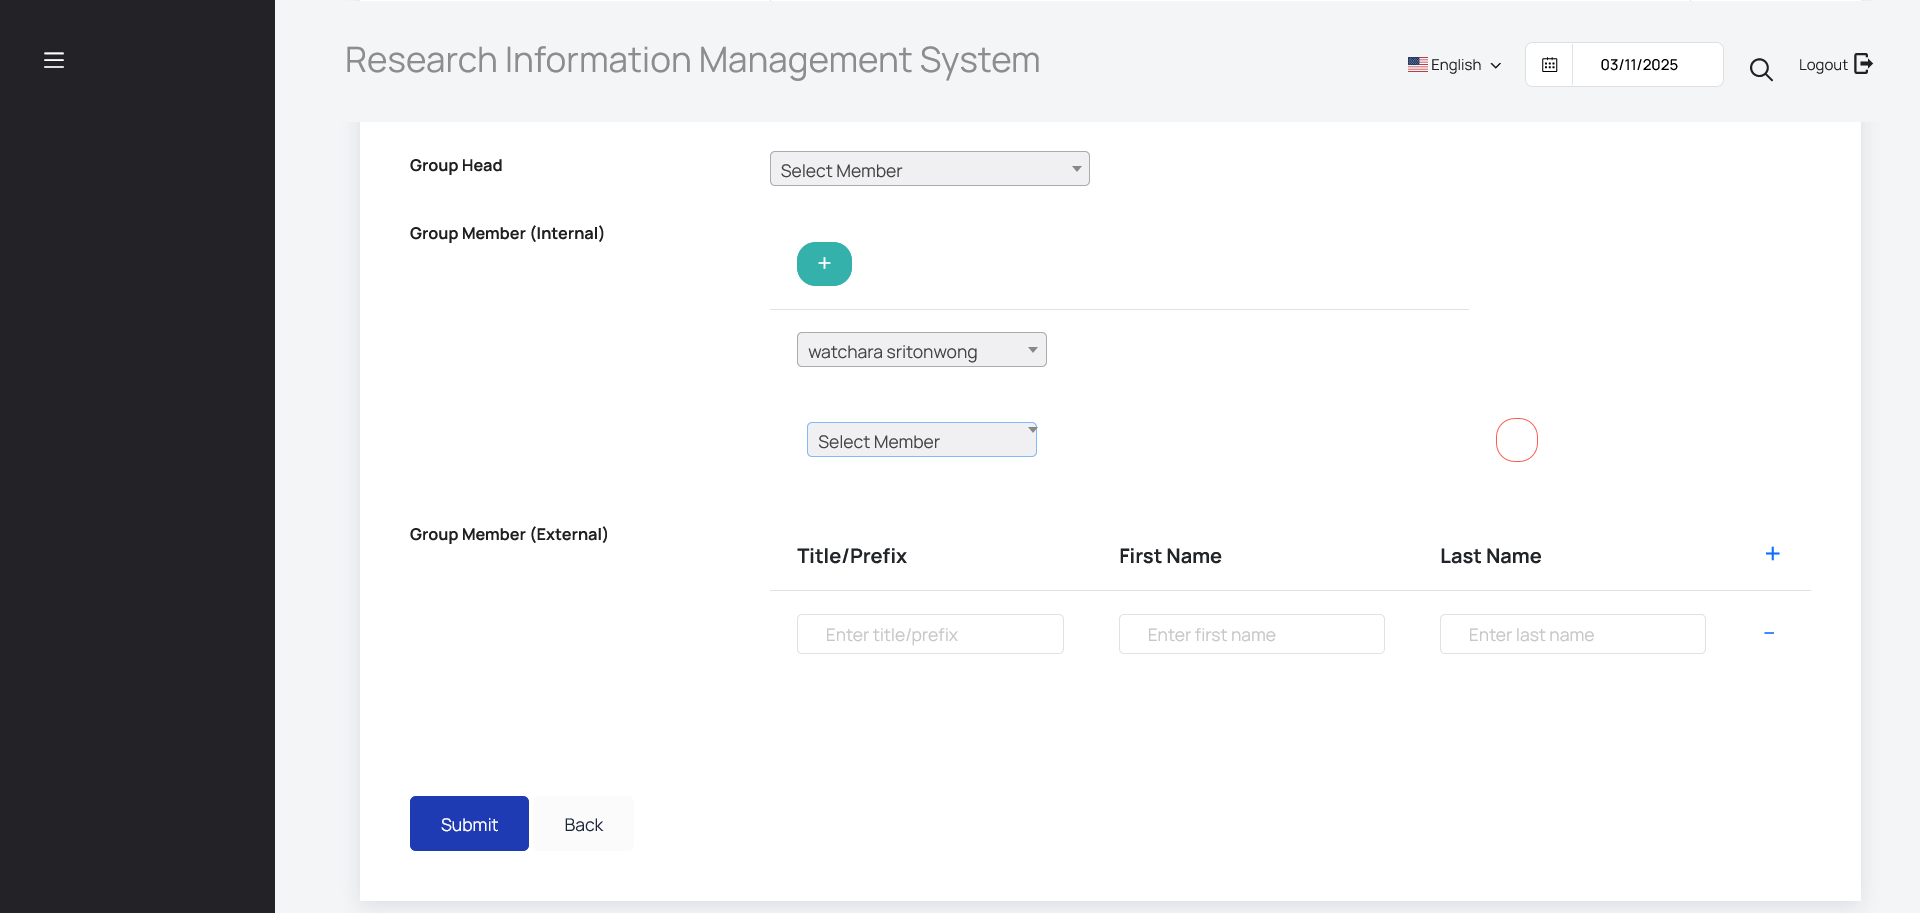 Research Information Management System
English
03/11/2025
Logout
Group Head
Select Member
Group Member (Internal)
+
watchara sritonwong
Select Member
Group Member (External)
Title/Prefix First Name Last Name +
Enter title/prefix Enter first name Enter last name −
Submit Back